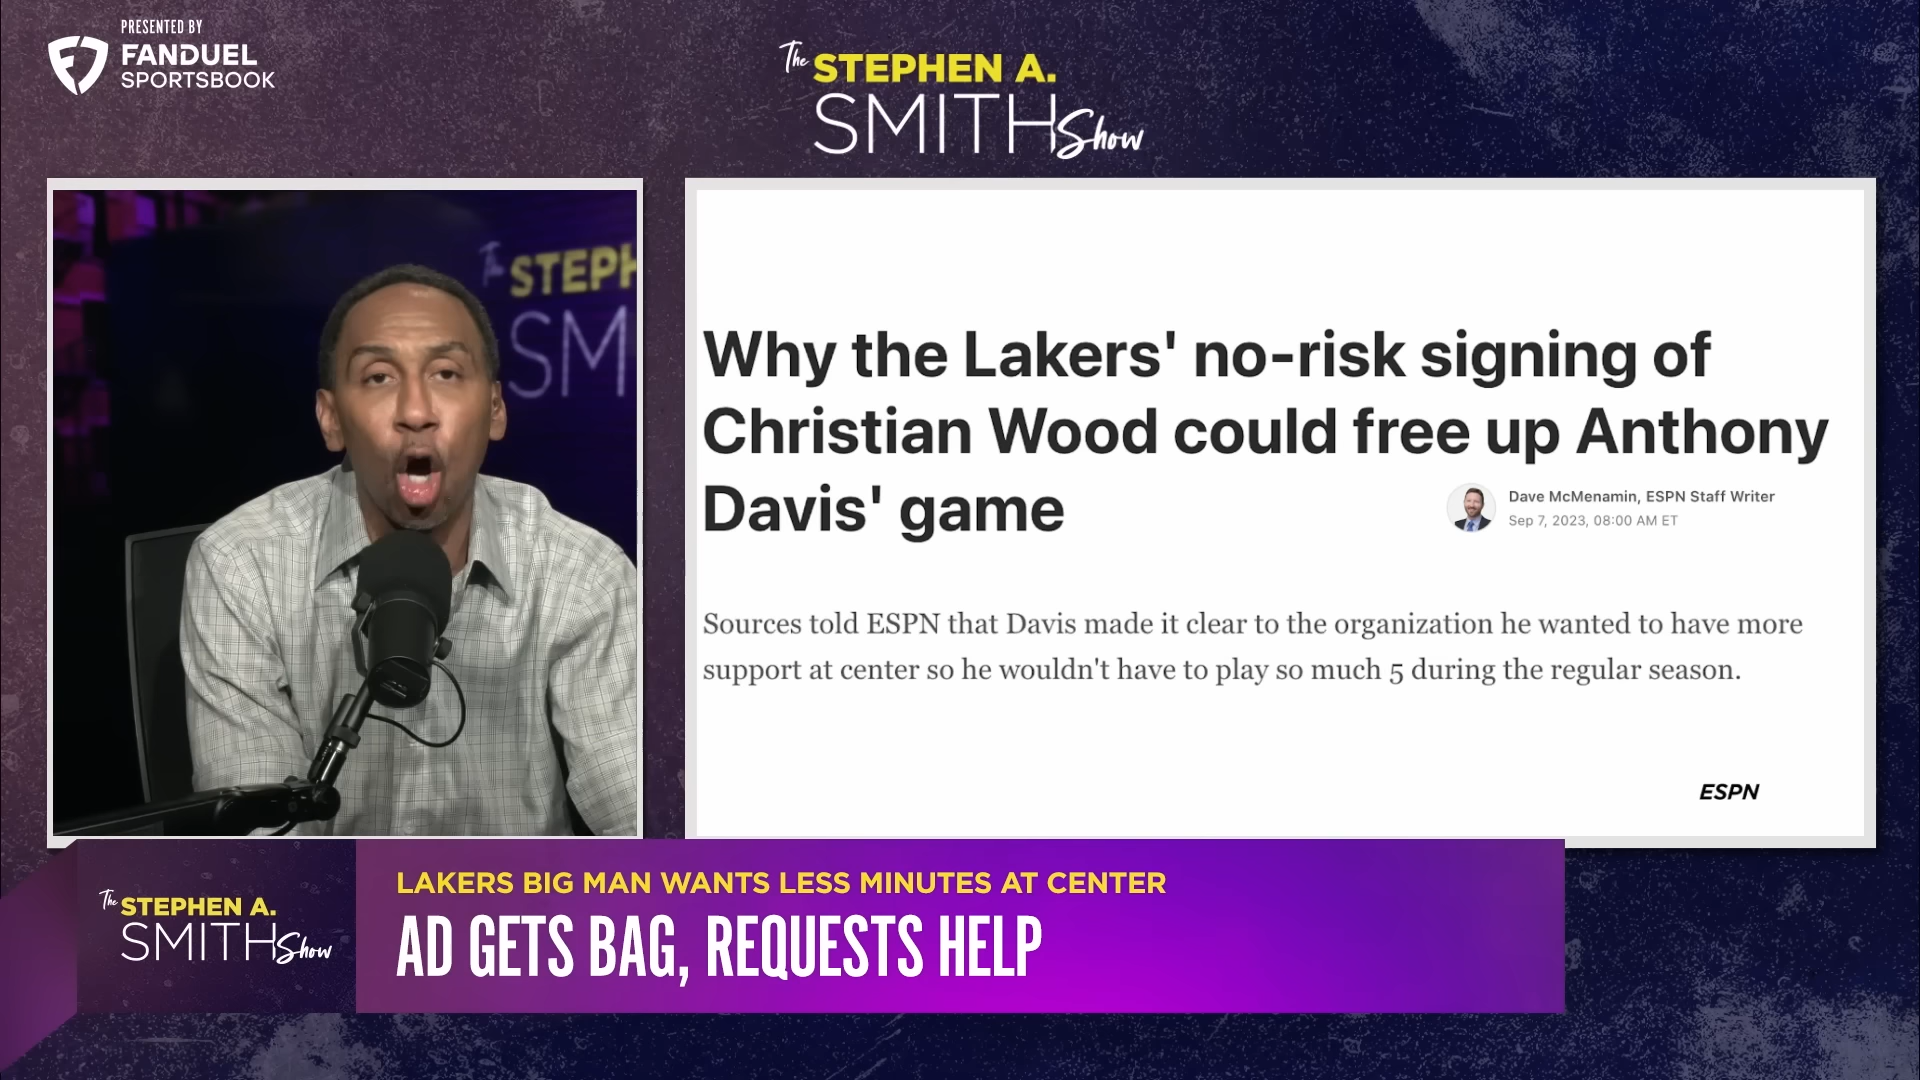 PRESENTED BY
FANDUEL
SPORTSBOOK
The STEPHEN A.
SMITH Show
The STEPH
SM
Why the Lakers' no-risk signing of
Christian Wood could free up Anthony
Davis' game
Dave McMenamin, ESPN Staff Writer
Sep 7, 2023, 08:00 AM ET
Sources told ESPN that Davis made it clear to the organization he wanted to have more
support at center so he wouldn't have to play so much 5 during the regular season.
ESPN
The STEPHEN A.
SMITH Show
LAKERS BIG MAN WANTS LESS MINUTES AT CENTER
AD GETS BAG, REQUESTS HELP